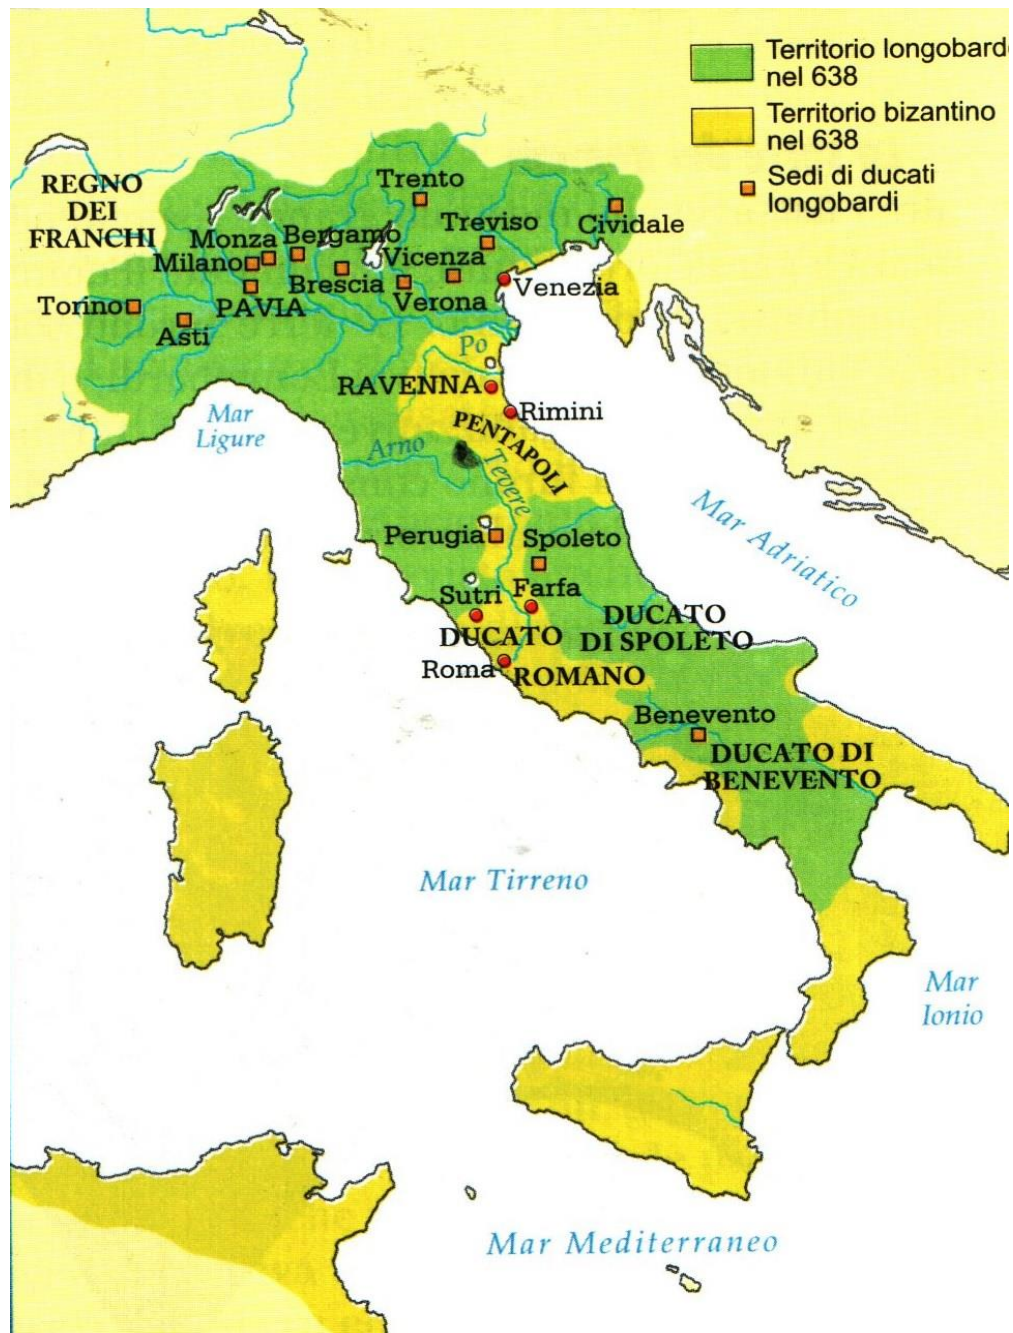 Territorio longobardo
nel 638
Territorio bizantino
nel 638
Sedi di ducati
longobardi
REGNO
DEI
FRANCHI
Trento
Treviso
Cividale
Monza
Bergamo
Milano
Vicenza
Brescia
Venezia
Torino
PAVIA
Verona
Asti
Po
RAVENNA
Rimini
Mar
Ligure
PENTAPOLI
Arno
Tevere
Mar Adriatico
Perugia
Spoleto
Sutri
Farfa
DUCATO
DI SPOLETO
DUCATO
ROMANO
Roma
Benevento
DUCATO DI
BENEVENTO
Mar Tirreno
Mar
Ionio
Mar Mediterraneo